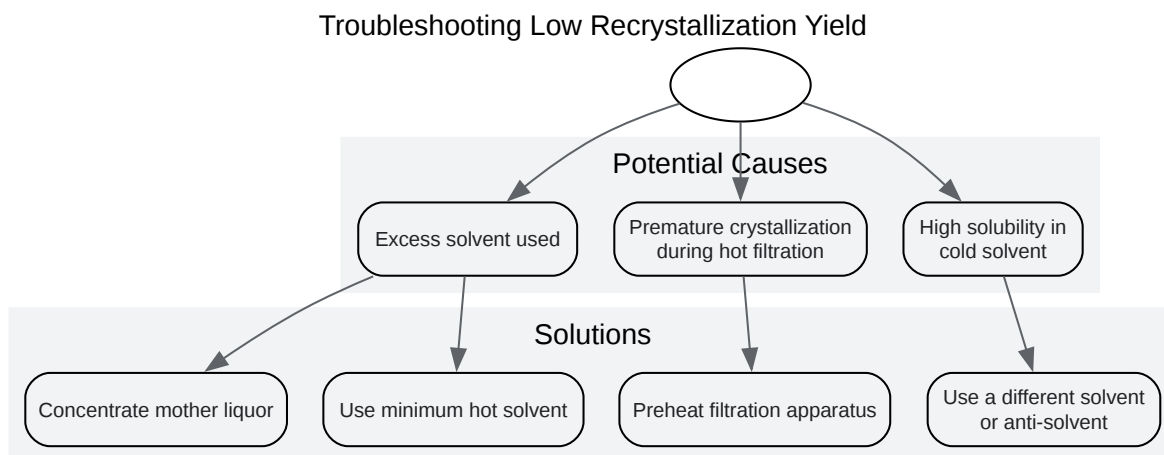 Troubleshooting Low Recrystallization Yield
Potential Causes
Excess solvent used
Premature crystallization
during hot filtration
High solubility in
cold solvent
Solutions
Concentrate mother liquor
Use minimum hot solvent
Preheat filtration apparatus
Use a different solvent
or anti-solvent